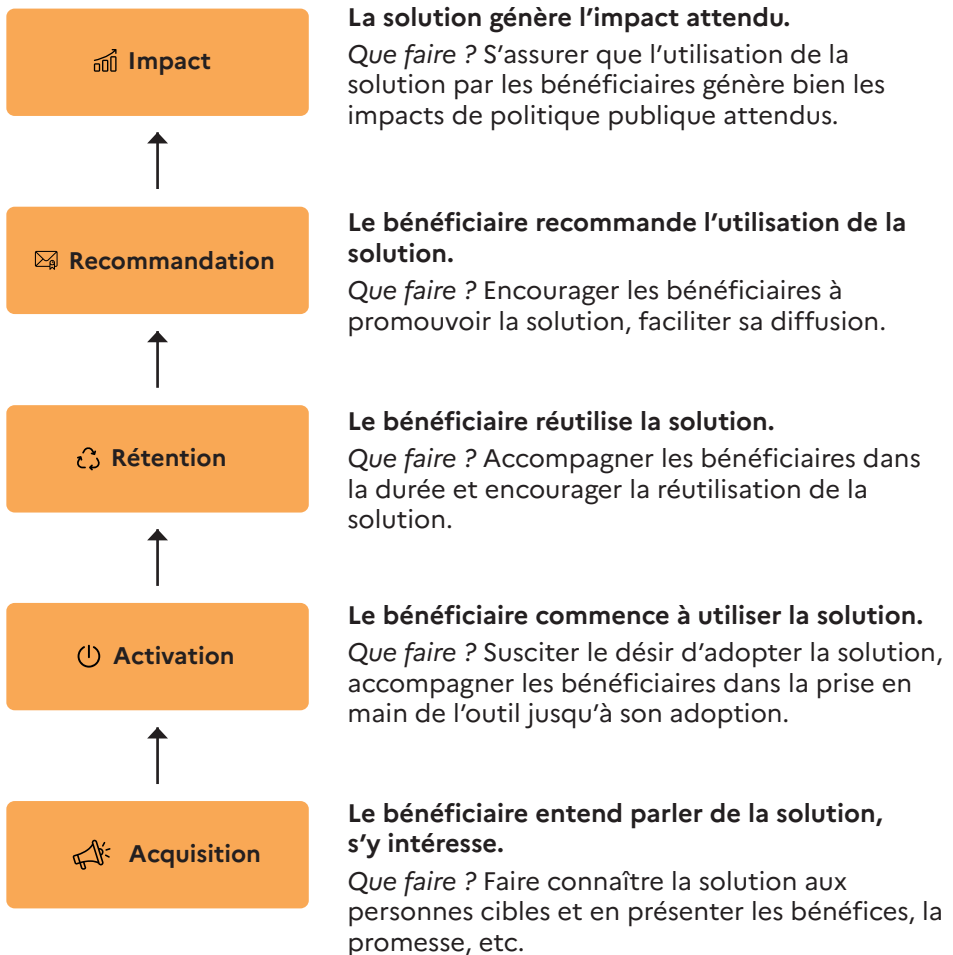 Impact
La solution génère l’impact attendu.
Que faire ? S’assurer que l’utilisation de la
solution par les bénéficiaires génère bien les
impacts de politique publique attendus.
Recommandation
Le bénéficiaire recommande l’utilisation de la
solution.
Que faire ? Encourager les bénéficiaires à
promouvoir la solution, faciliter sa diffusion.
Rétention
Le bénéficiaire réutilise la solution.
Que faire ? Accompagner les bénéficiaires dans
la durée et encourager la réutilisation de la
solution.
Activation
Le bénéficiaire commence à utiliser la solution.
Que faire ? Susciter le désir d’adopter la solution,
accompagner les bénéficiaires dans la prise en
main de l’outil jusqu’à son adoption.
Acquisition
Le bénéficiaire entend parler de la solution,
s’y intéresse.
Que faire ? Faire connaître la solution aux
personnes cibles et en présenter les bénéfices, la
promesse, etc.